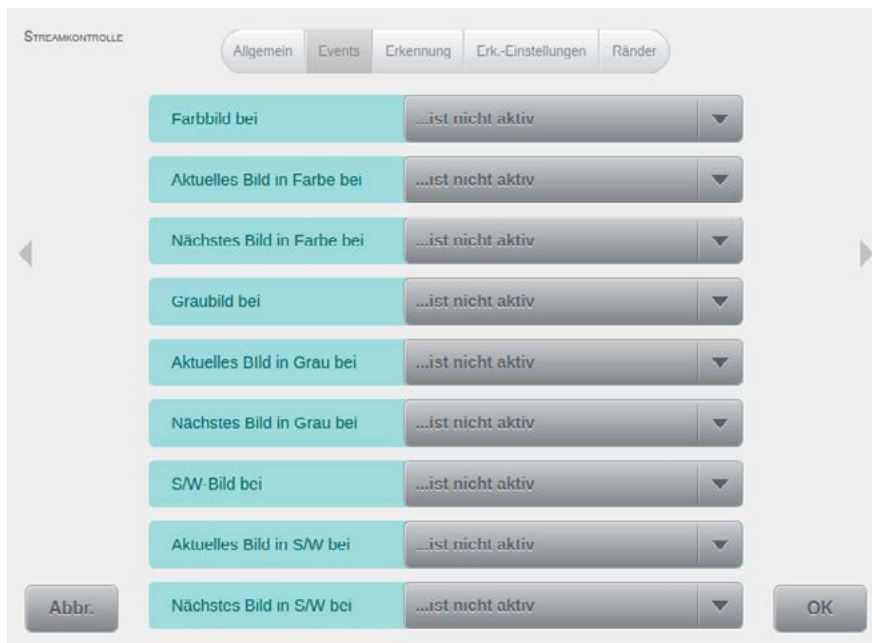 STREAMKONTROLLE
Allgemein Events Erkennung Erk.-Einstellungen Ränder
Farbbild bei ...ist nicht aktiv
Aktuelles Bild in Farbe bei ...ist nicht aktiv
Nächstes Bild in Farbe bei ...ist nicht aktiv
Graubild bei ...ist nicht aktiv
Aktuelles BIld in Grau bei ...ist nicht aktiv
Nächstes Bild in Grau bei ...ist nicht aktiv
S/W-Bild bei ...ist nicht aktiv
Aktuelles Bild in S/W bei ...ist nicht aktiv
Abbr. Nächstes Bild in S/W bei ...ist nicht aktiv OK